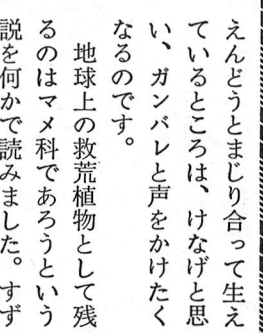 えんどうとまじり合って生え
ているところは、けなげと思
い、ガンバレと声をかけたく
なるのです。
　地球上の救荒植物として残
るのはマメ科であろうという
説を何かで読みました。すず